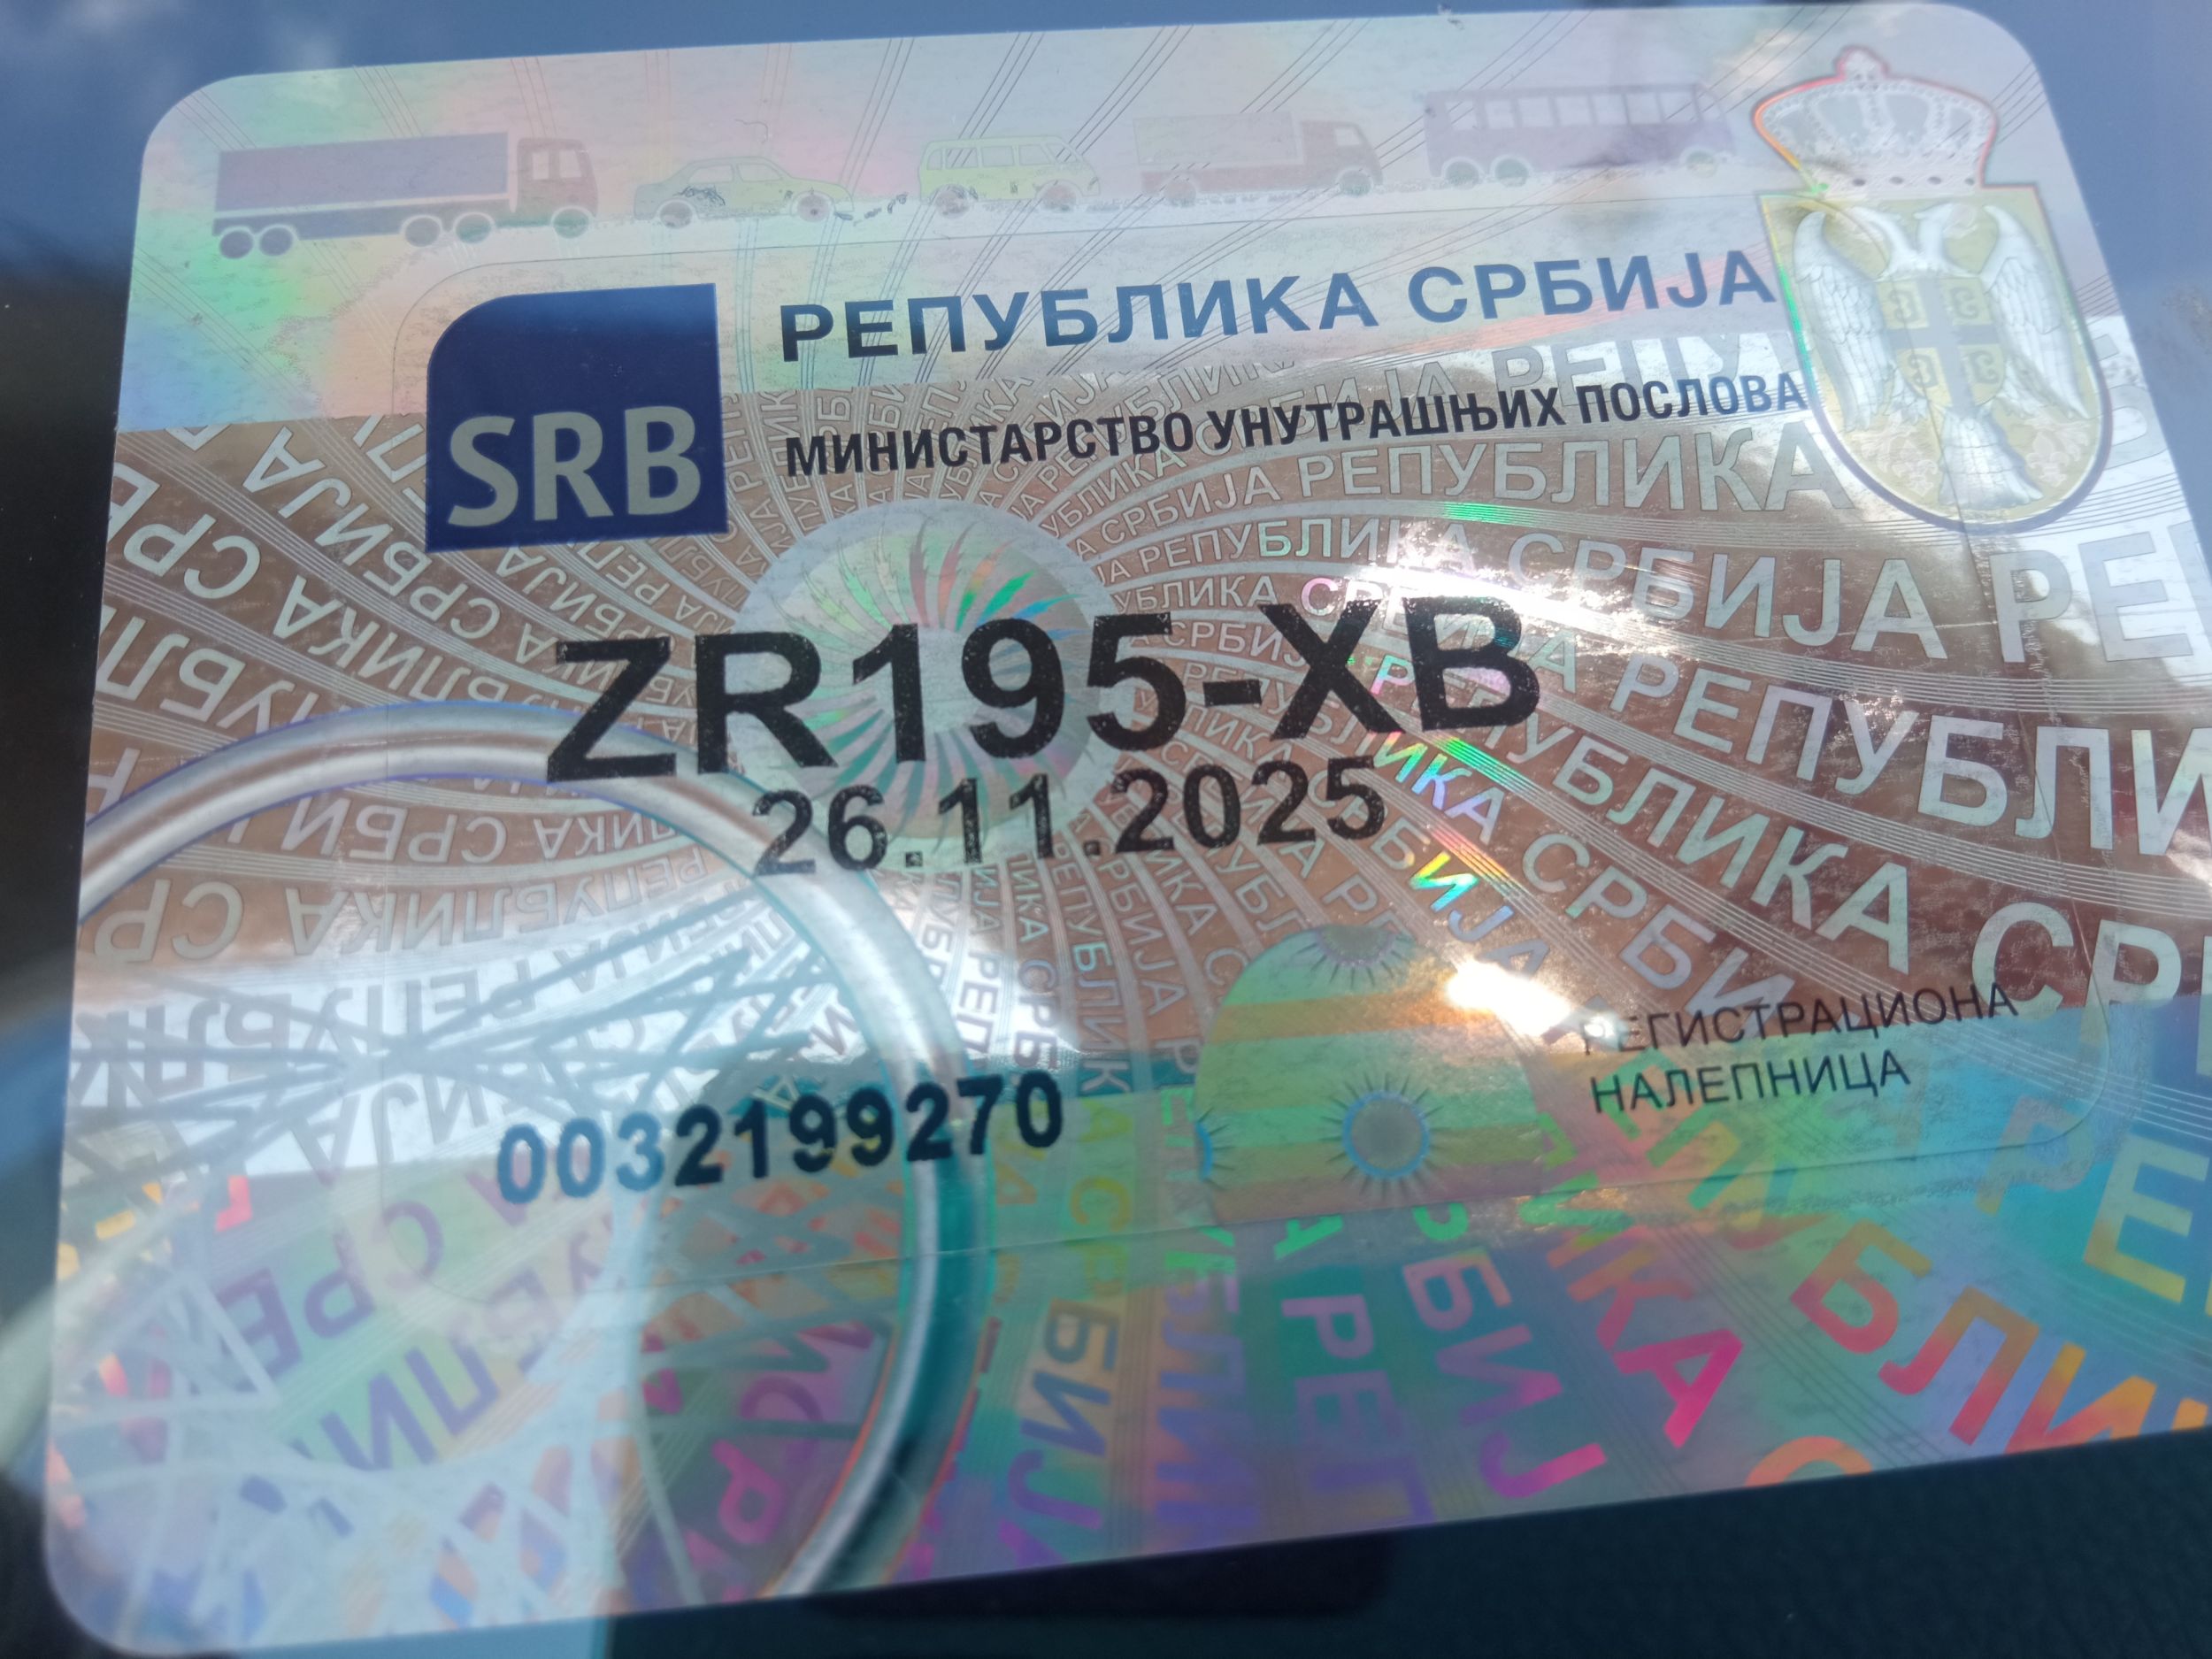 РЕПУБЛИКА СРБИЈА
SRB
МИНИСТАРСТВО УНУТРАШЊИХ ПОСЛОВА
ZR195-XB
26.11.2025
РЕГИСТРАЦИОНА
НАЛЕПНИЦА
0032199270